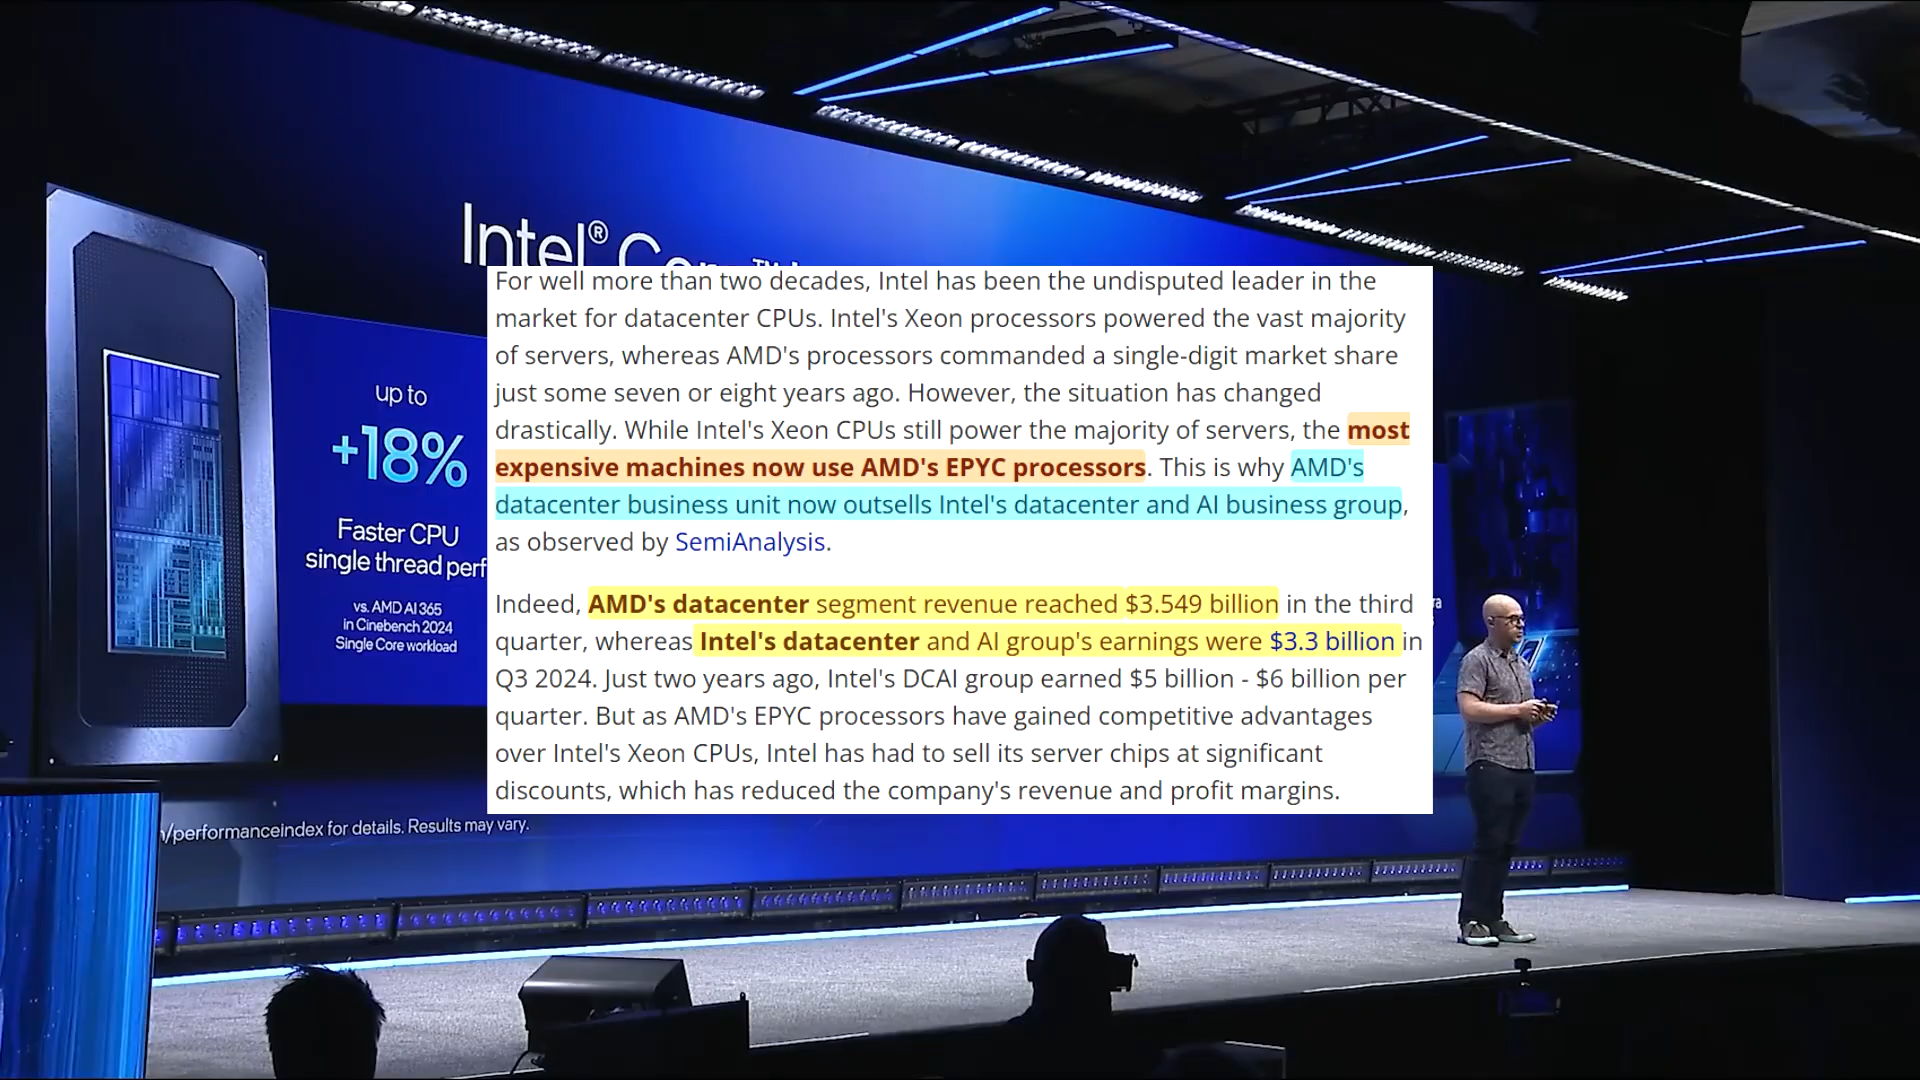 Intel®
up to
+18%
Faster CPU
single thread perf
vs. AMD AI 365
in Cinebench 2024
Single Core workload
For well more than two decades, Intel has been the undisputed leader in the
market for datacenter CPUs. Intel's Xeon processors powered the vast majority
of servers, whereas AMD's processors commanded a single-digit market share
just some seven or eight years ago. However, the situation has changed
drastically. While Intel's Xeon CPUs still power the majority of servers, the most
expensive machines now use AMD's EPYC processors. This is why AMD's
datacenter business unit now outsells Intel's datacenter and AI business group,
as observed by SemiAnalysis.
Indeed, AMD's datacenter segment revenue reached $3.549 billion in the third
quarter, whereas Intel's datacenter and AI group's earnings were $3.3 billion in
Q3 2024. Just two years ago, Intel's DCAI group earned $5 billion - $6 billion per
quarter. But as AMD's EPYC processors have gained competitive advantages
over Intel's Xeon CPUs, Intel has had to sell its server chips at significant
discounts, which has reduced the company's revenue and profit margins.
/performanceindex for details. Results may vary.